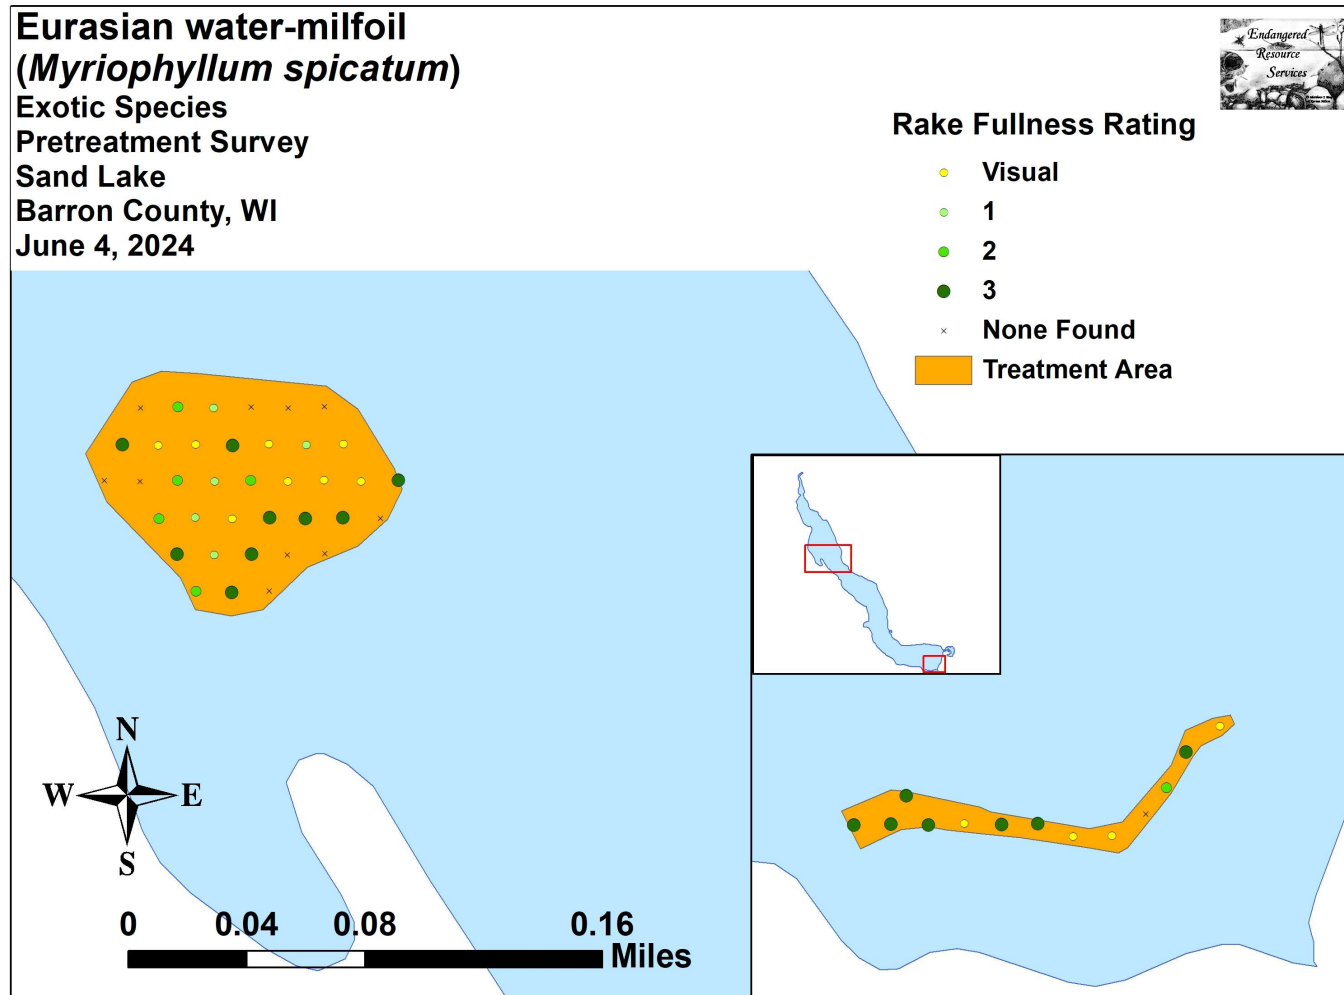 Eurasian water-milfoil
(Myriophyllum spicatum)
Exotic Species
Pretreatment Survey
Sand Lake
Barron County, WI
June 4, 2024
Endangered
Resource
Services
Rake Fullness Rating
Visual
1
2
3
None Found
Treatment Area
N
W E
S
0 0.04 0.08 0.16
Miles